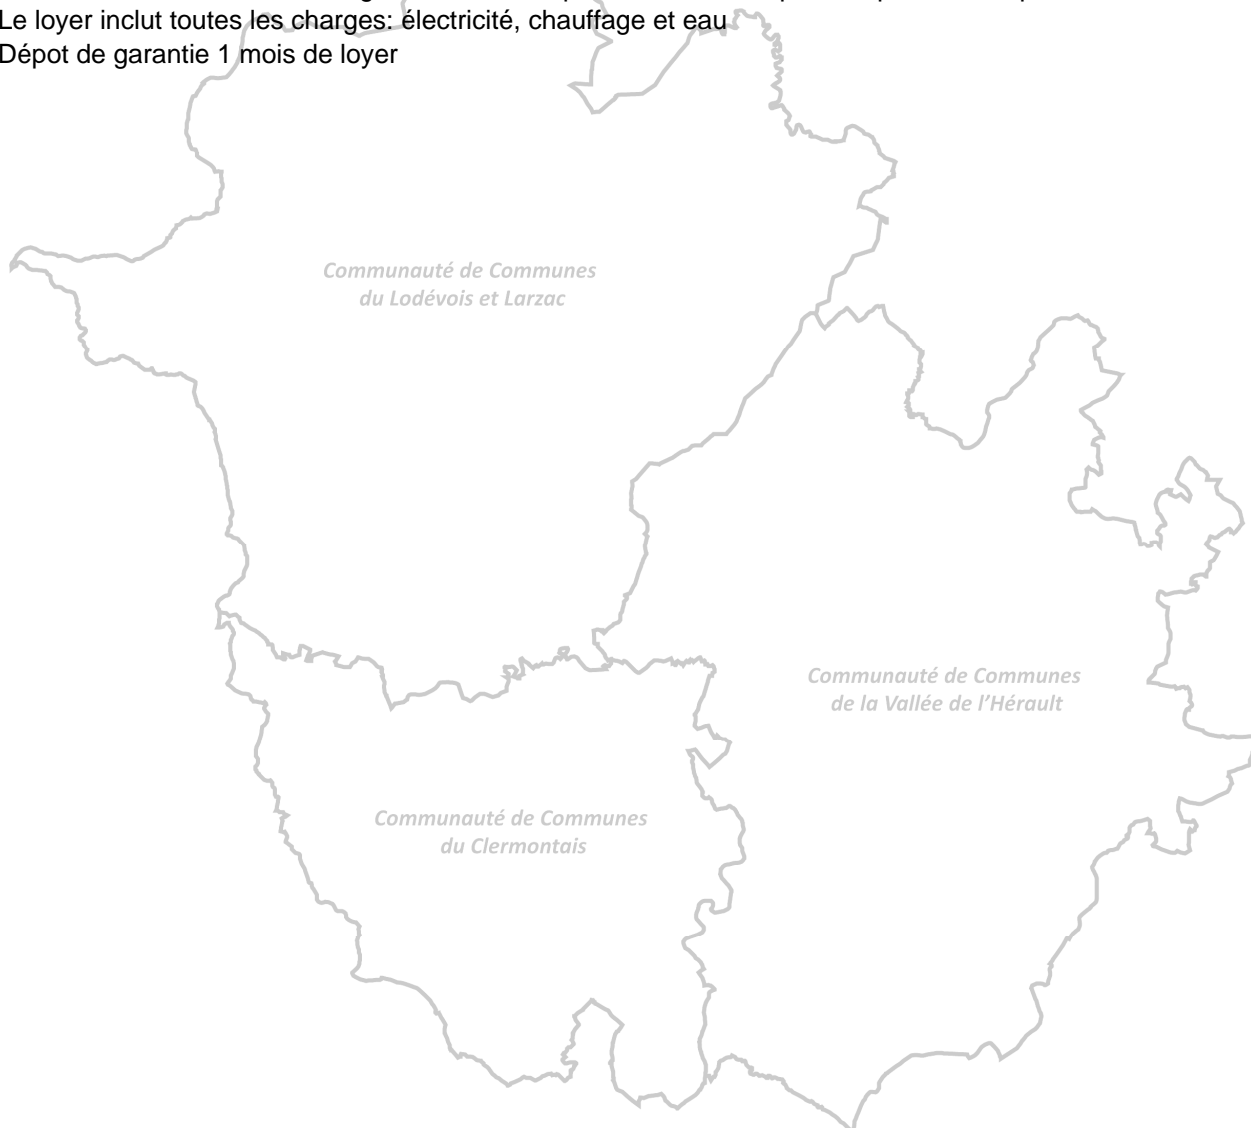 Le loyer inclut toutes les charges: électricité, chauffage et eau
Dépot de garantie 1 mois de loyer
Communauté de Communes
du Lodévois et Larzac
Communauté de Communes
de la Vallée de l'Hérault
Communauté de Communes
du Clermontais